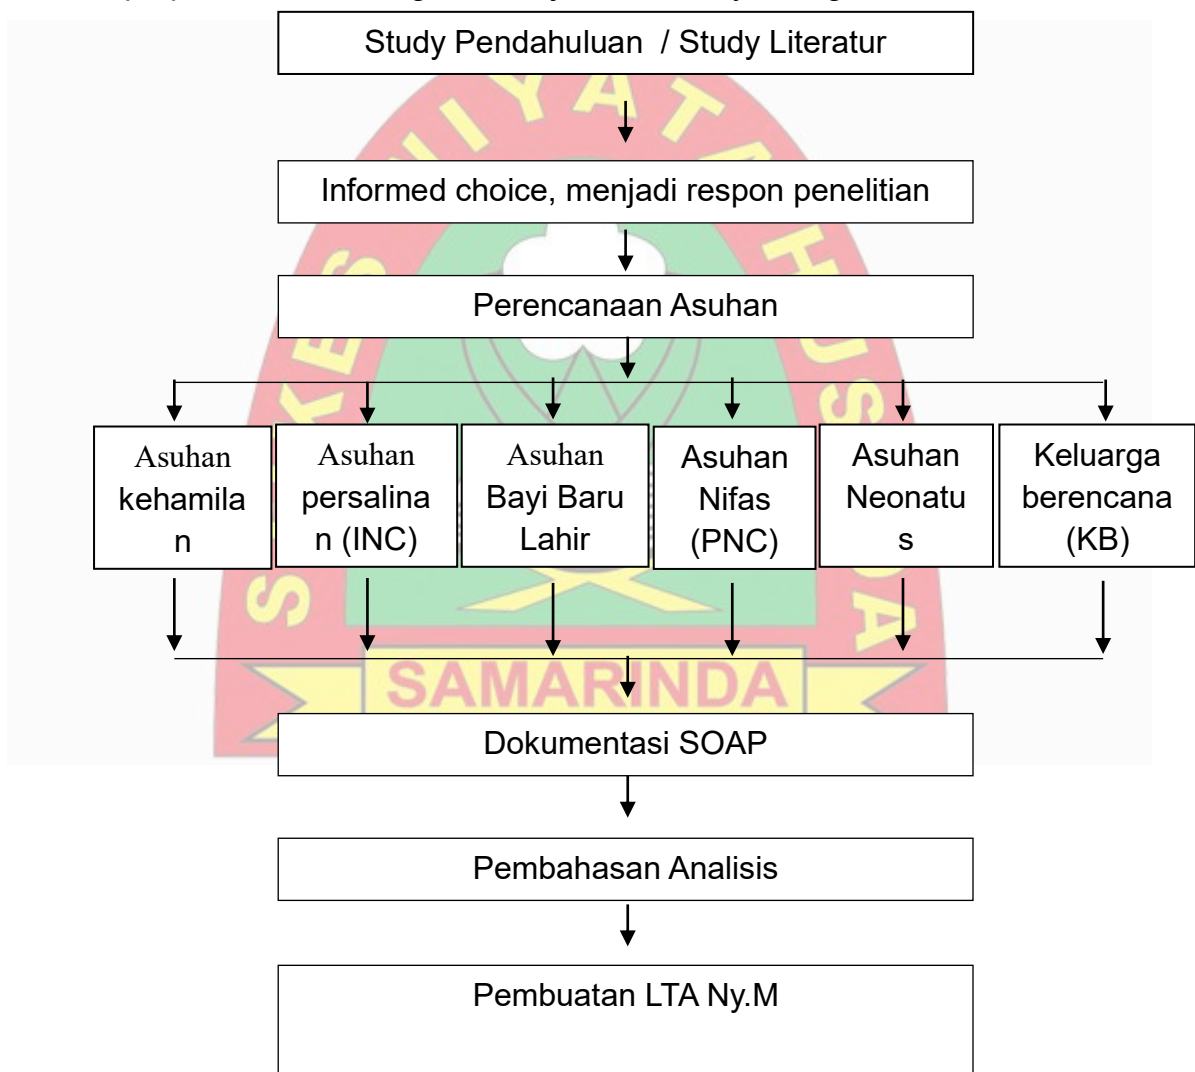 Study Pendahuluan / Study Literatur
Informed choice, menjadi respon penelitian
Perencanaan Asuhan
Asuhan
kehamila
n
Asuhan
persalina
n (INC)
Asuhan
Bayi Baru
Lahir
Asuhan
Nifas
(PNC)
Asuhan
Neonatu
s
Keluarga
berencana
(KB)
SAMARINDA
Dokumentasi SOAP
Pembahasan Analisis
Pembuatan LTA Ny.M